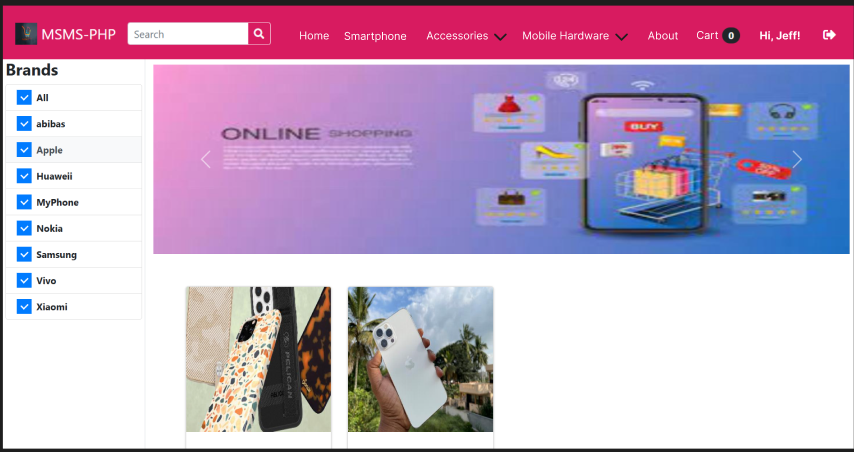 MSMS-PHP
Search
Home Smartphone Accessories Mobile Hardware About Cart 0 Hi, Jeff!
Brands
All
abibas
Apple
Huaweii
MyPhone
Nokia
Samsung
Vivo
Xiaomi
ONLINE SHOPPING
BUY
PELICAN